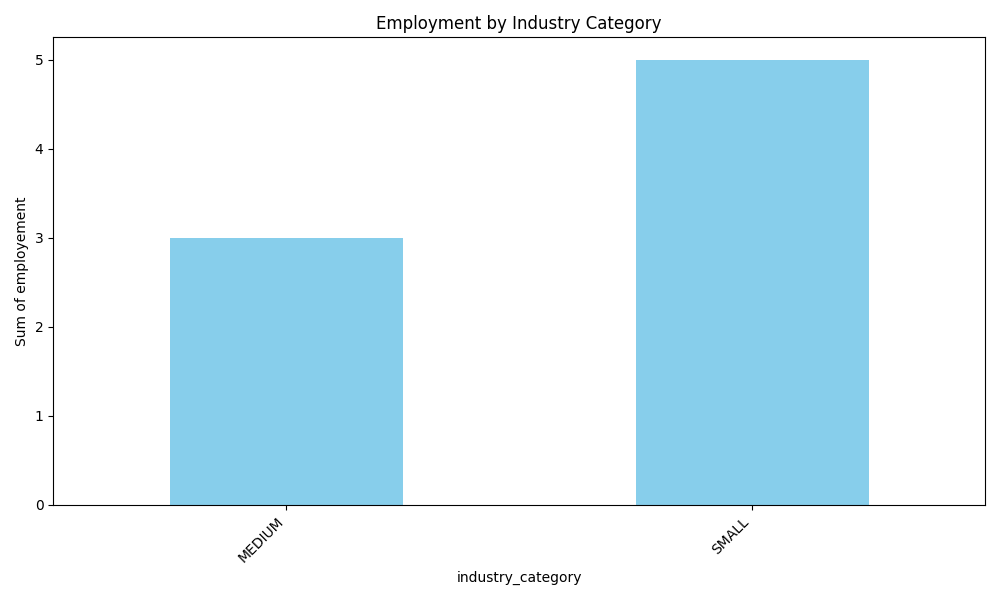 Employment by Industry Category
Sum of employement
5
4
3
2
1
0
MEDIUM
SMALL
industry_category